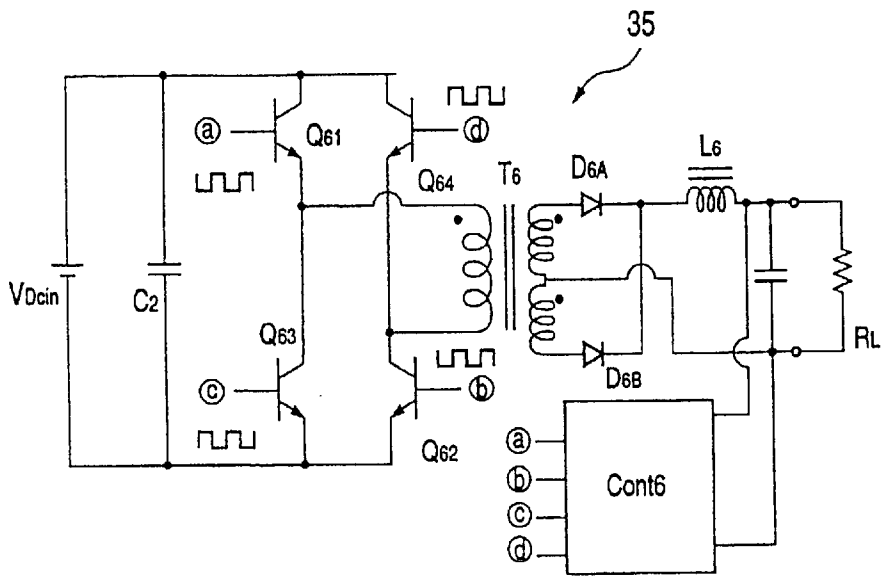 35
ⓐ
Q61
ⓓ
Q64
T6
D6A
L6
VDcin
C2
Q63
ⓒ
ⓑ
Q62
D6B
RL
ⓐ
ⓑ
ⓒ
ⓓ
Cont6